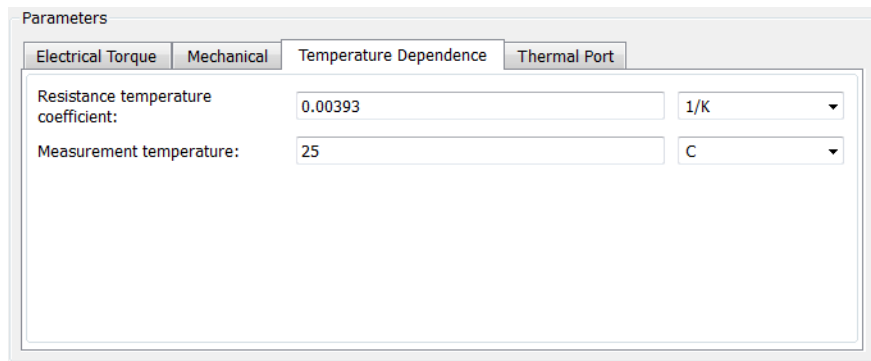 Parameters
Electrical Torque Mechanical Temperature Dependence Thermal Port
Resistance temperature
coefficient:
0.00393 1/K
Measurement temperature: 25 C